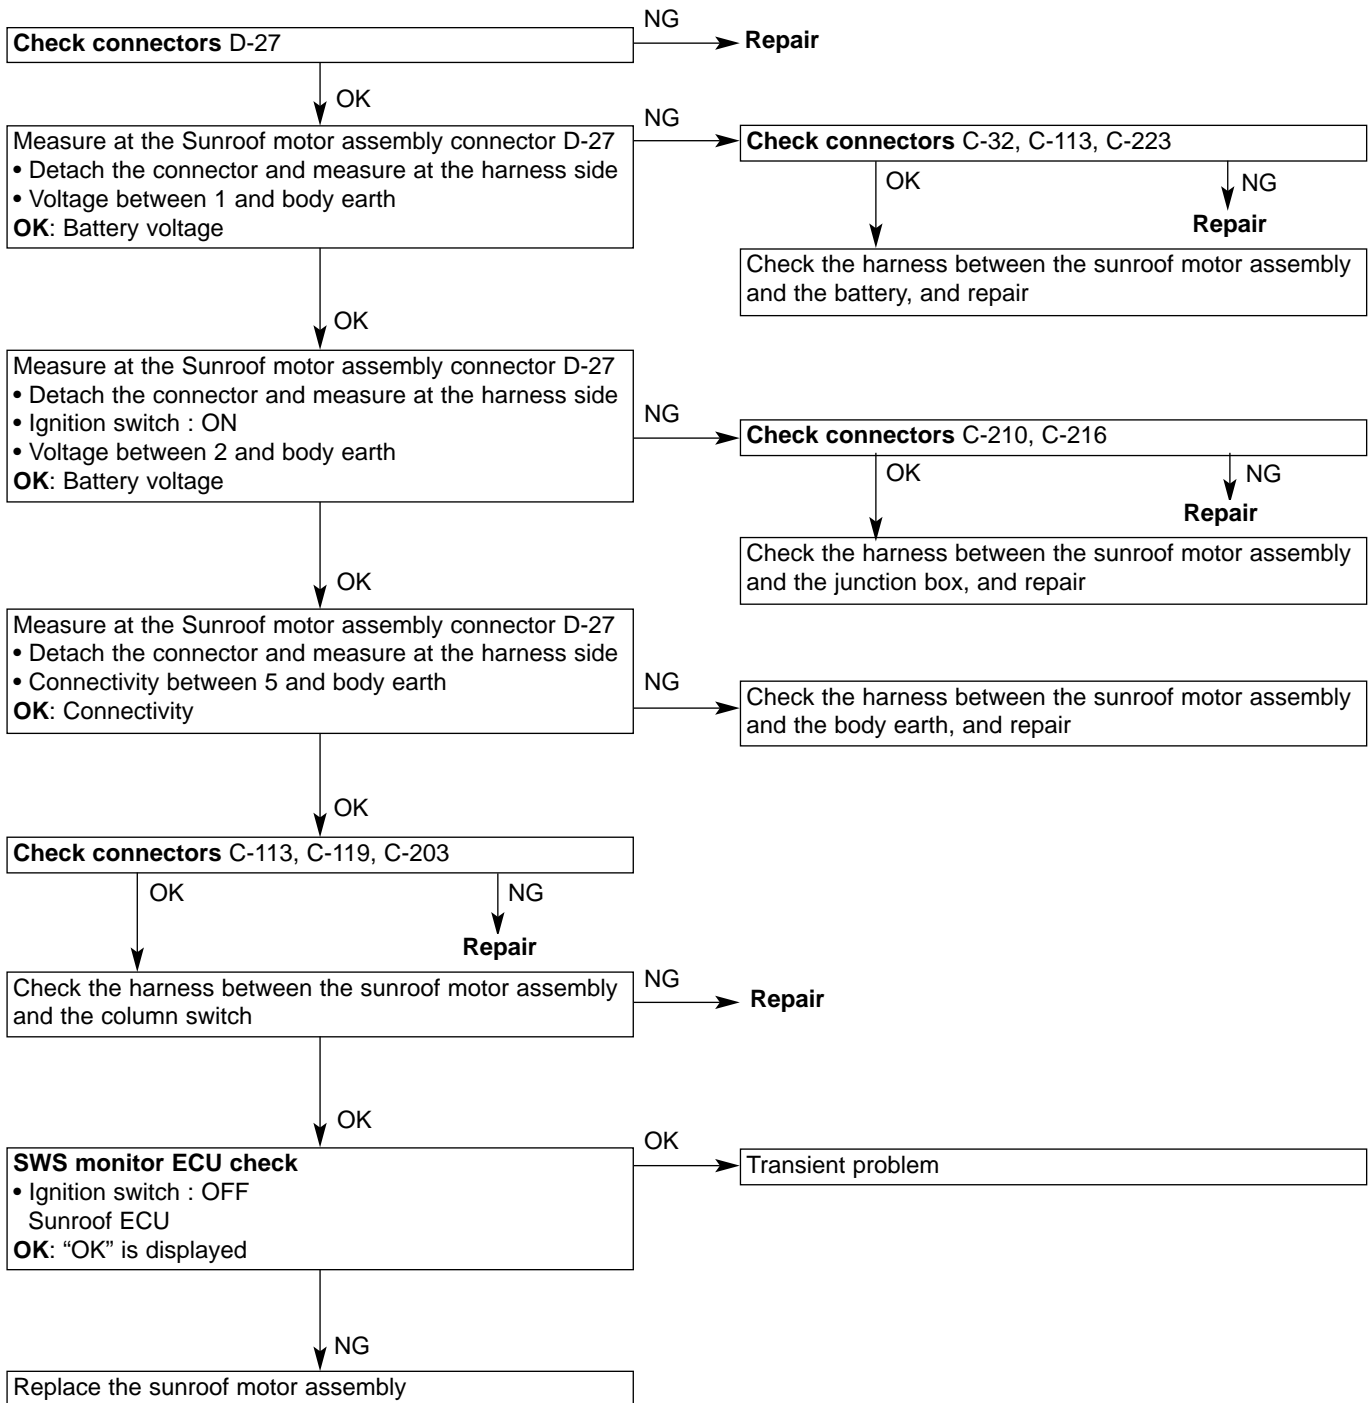 Check connectors D-27
NG
Repair
OK
Measure at the Sunroof motor assembly connector D-27
• Detach the connector and measure at the harness side
• Voltage between 1 and body earth
OK: Battery voltage
NG
Check connectors C-32, C-113, C-223
OK
NG
Repair
Check the harness between the sunroof motor assembly
and the battery, and repair
OK
Measure at the Sunroof motor assembly connector D-27
• Detach the connector and measure at the harness side
• Ignition switch : ON
• Voltage between 2 and body earth
OK: Battery voltage
NG
Check connectors C-210, C-216
OK
NG
Repair
Check the harness between the sunroof motor assembly
and the junction box, and repair
OK
Measure at the Sunroof motor assembly connector D-27
• Detach the connector and measure at the harness side
• Connectivity between 5 and body earth
OK: Connectivity
NG
Check the harness between the sunroof motor assembly
and the body earth, and repair
OK
Check connectors C-113, C-119, C-203
OK
NG
Repair
Check the harness between the sunroof motor assembly
and the column switch
NG
Repair
OK
SWS monitor ECU check
• Ignition switch : OFF
Sunroof ECU
OK: “OK” is displayed
OK
Transient problem
NG
Replace the sunroof motor assembly